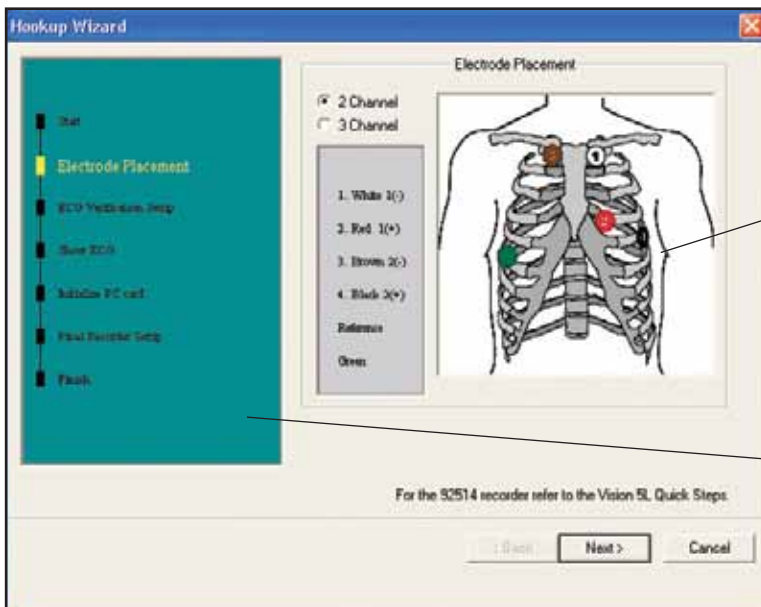 Hookup Wizard
Start
Electrode Placement
ECG Verification Setup
Show ECG
Initialize PC card
Final Recorder Setup
Finish
Electrode Placement
2 Channel
3 Channel
1. White 1(-)
2. Red 1(+)
3. Brown 2(-)
4. Black 2(+)
Reference
Green
1
For the 92514 recorder refer to the Vision 5L Quick Steps.
< Back
Next >
Cancel